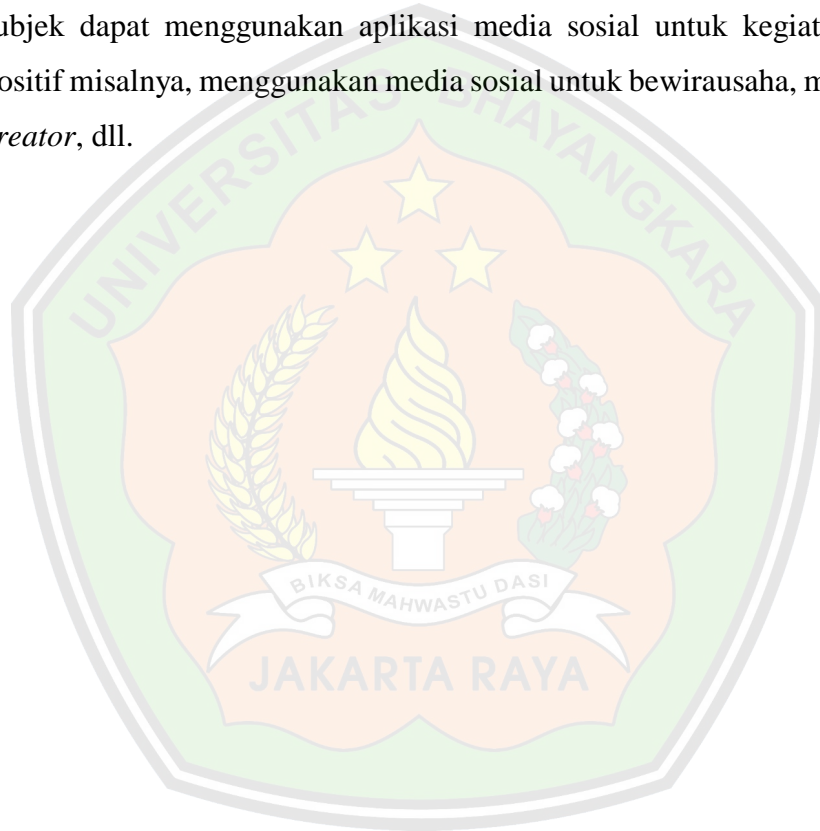 ubjek dapat menggunakan aplikasi media sosial untuk kegiat
ositif misalnya, menggunakan media sosial untuk bewirausaha, m
reator, dll.
UNIVERSITAS BHAYANGKARA
BIKSA MAHWASTU DASI
JAKARTA RAYA